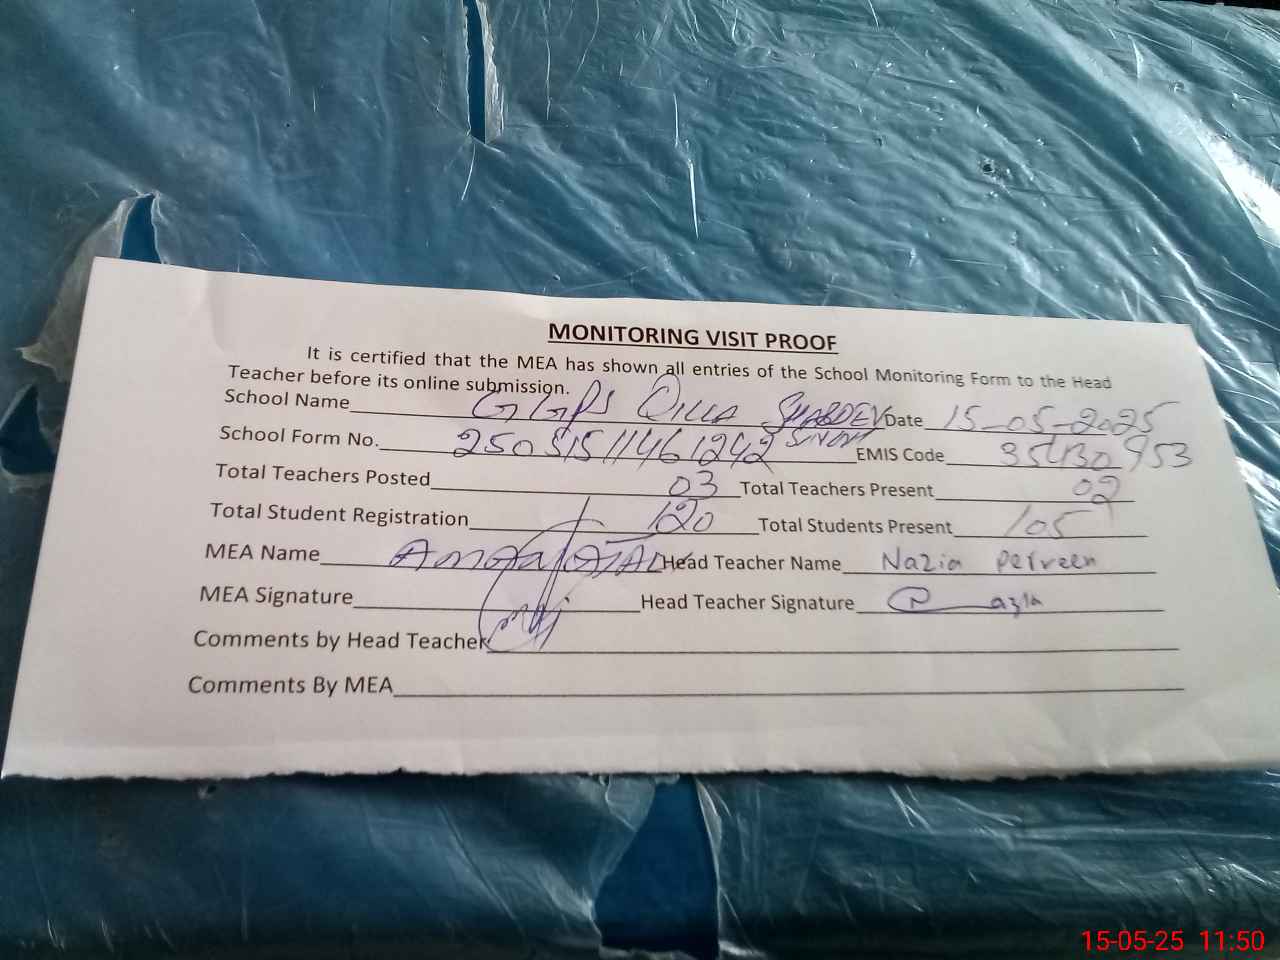 MONITORING VISIT PROOF
It is certified that the MEA has shown all entries of the School Monitoring Form to the Head
Teacher before its online submission.
School Name GGPS QILLA SHABDEV SINGH Date 15-05-2025
School Form No. 25051511461242 EMIS Code 35430953
Total Teachers Posted 03 Total Teachers Present 02
Total Student Registration 120 Total Students Present 105
MEA Name Head Teacher Name Nazia perveen
MEA Signature Head Teacher Signature
Comments by Head Teacher
Comments By MEA
15-05-25 11:50